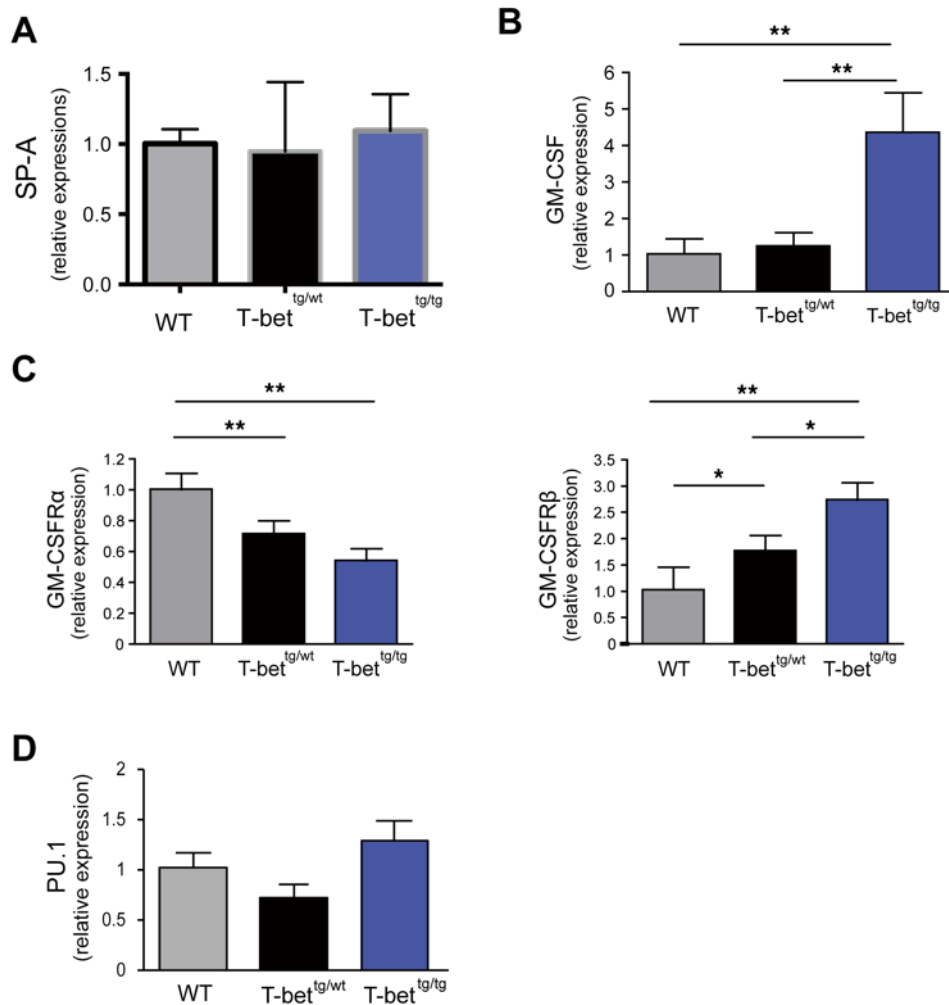 A
SP-A
(relative expressions)
1.5
1.0
0.5
0.0
WT
T-bet tg/wt
T-bet tg/tg
B
**
**
GM-CSF
(relative expression)
6
5
4
3
2
1
0
WT
T-bet tg/wt
T-bet tg/tg
C
**
**
GM-CSFRα
(relative expression)
1.2
1.0
0.8
0.6
0.4
0.2
0
WT
T-bet tg/wt
T-bet tg/tg
**
*
*
GM-CSFRβ
(relative expression)
3.5
3.0
2.5
2.0
1.5
1.0
0.5
0
WT
T-bet tg/wt
T-bet tg/tg
D
PU.1
(relative expression)
2
1.5
1
0.5
0
WT
T-bet tg/wt
T-bet tg/tg